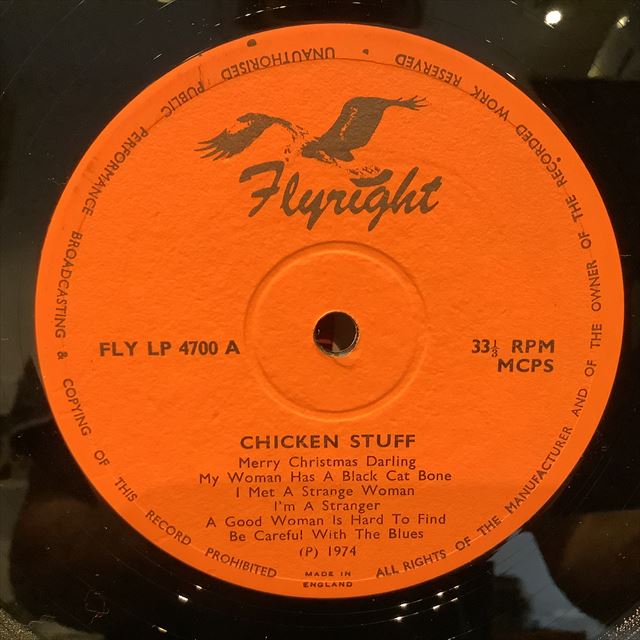 Flyright
FLY LP 4700 A
33⅓ RPM
MCPS
CHICKEN STUFF
Merry Christmas Darling
My Woman Has A Black Cat Bone
I Met A Strange Woman
I'm A Stranger
A Good Woman Is Hard To Find
Be Careful With The Blues
(P) 1974
MADE IN
ENGLAND
ALL RIGHTS OF THE MANUFACTURER AND OF THE OWNER OF THE RECORDED WORK RESERVED • UNAUTHORISED PUBLIC PERFORMANCE BROADCASTING & COPYING OF THIS RECORD PROHIBITED